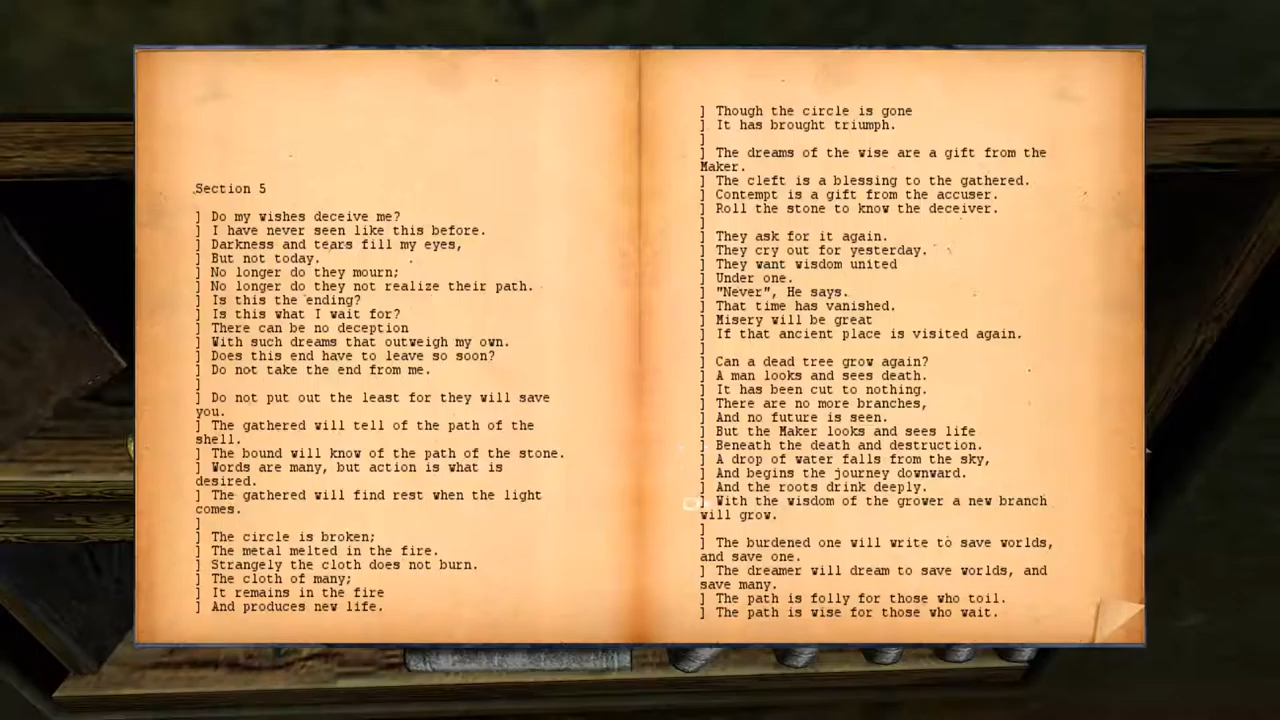 Section 5
] Do my wishes deceive me?
] I have never seen like this before.
] Darkness and tears fill my eyes,
] But not today.
] No longer do they mourn;
] No longer do they not realize their path.
] Is this the ending?
] Is this what I wait for?
] There can be no deception
] With such dreams that outweigh my own.
] Does this end have to leave so soon?
] Do not take the end from me.
]
] Do not put out the least for they will save
you.
] The gathered will tell of the path of the
shell.
] The bound will know of the path of the stone.
] Words are many, but action is what is
desired.
] The gathered will find rest when the light
comes.
]
] The circle is broken;
] The metal melted in the fire.
] Strangely the cloth does not burn.
] The cloth of many;
] It remains in the fire
] And produces new life.
] Though the circle is gone
] It has brought triumph.
]
] The dreams of the wise are a gift from the
Maker.
] The cleft is a blessing to the gathered.
] Contempt is a gift from the accuser.
] Roll the stone to know the deceiver.
]
] They ask for it again.
] They cry out for yesterday.
] They want wisdom united
] Under one.
] "Never", He says.
] That time has vanished.
] Misery will be great
] If that ancient place is visited again.
]
] Can a dead tree grow again?
] A man looks and sees death.
] It has been cut to nothing.
] There are no more branches,
] And no future is seen.
] But the Maker looks and sees life
] Beneath the death and destruction.
] A drop of water falls from the sky,
] And begins the journey downward.
] And the roots drink deeply.
] With the wisdom of the grower a new branch
will grow.
]
] The burdened one will write to save worlds,
and save one.
] The dreamer will dream to save worlds, and
save many.
] The path is folly for those who toil.
] The path is wise for those who wait.